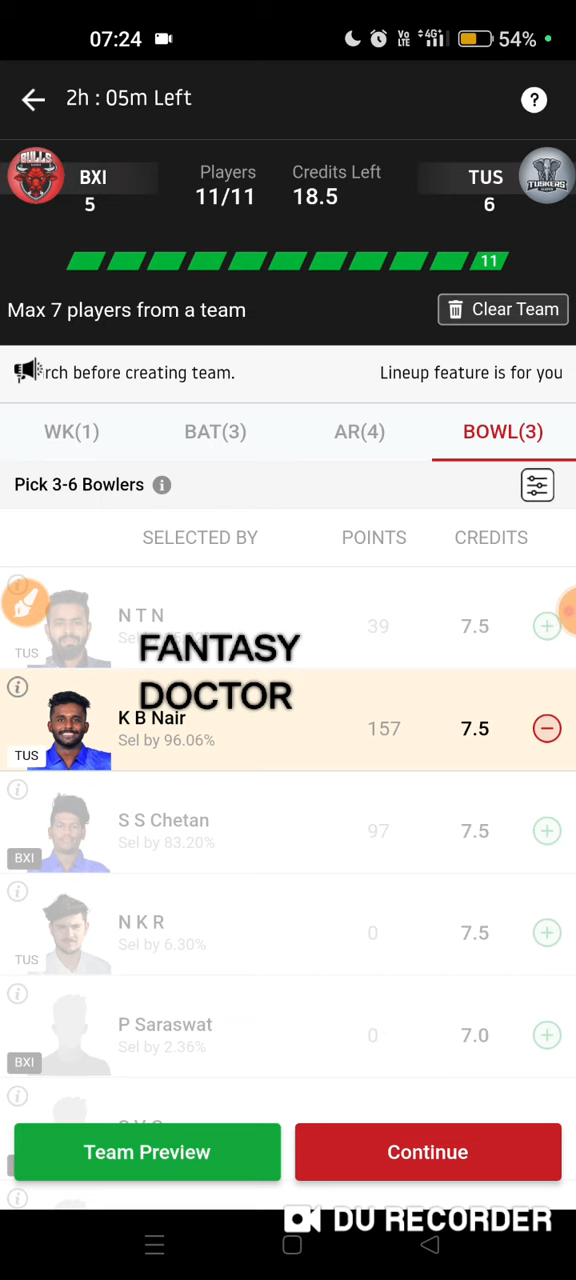 07:24
Vo LTE 4G 54%
2h : 05m Left
?
BULLS
BXI
5
Players
11/11
Credits Left
18.5
TUS
6
TUSKERS
11
Max 7 players from a team
Clear Team
rch before creating team.
Lineup feature is for you
WK(1)
BAT(3)
AR(4)
BOWL(3)
Pick 3-6 Bowlers
SELECTED BY
POINTS
CREDITS
N T N
TUS
39
7.5
FANTASY
DOCTOR
K B Nair
Sel by 96.06%
TUS
157
7.5
S S Chetan
Sel by 83.20%
BXI
97
7.5
N K R
Sel by 6.30%
TUS
0
7.5
P Saraswat
Sel by 2.36%
BXI
0
7.0
Team Preview
Continue
DU RECORDER